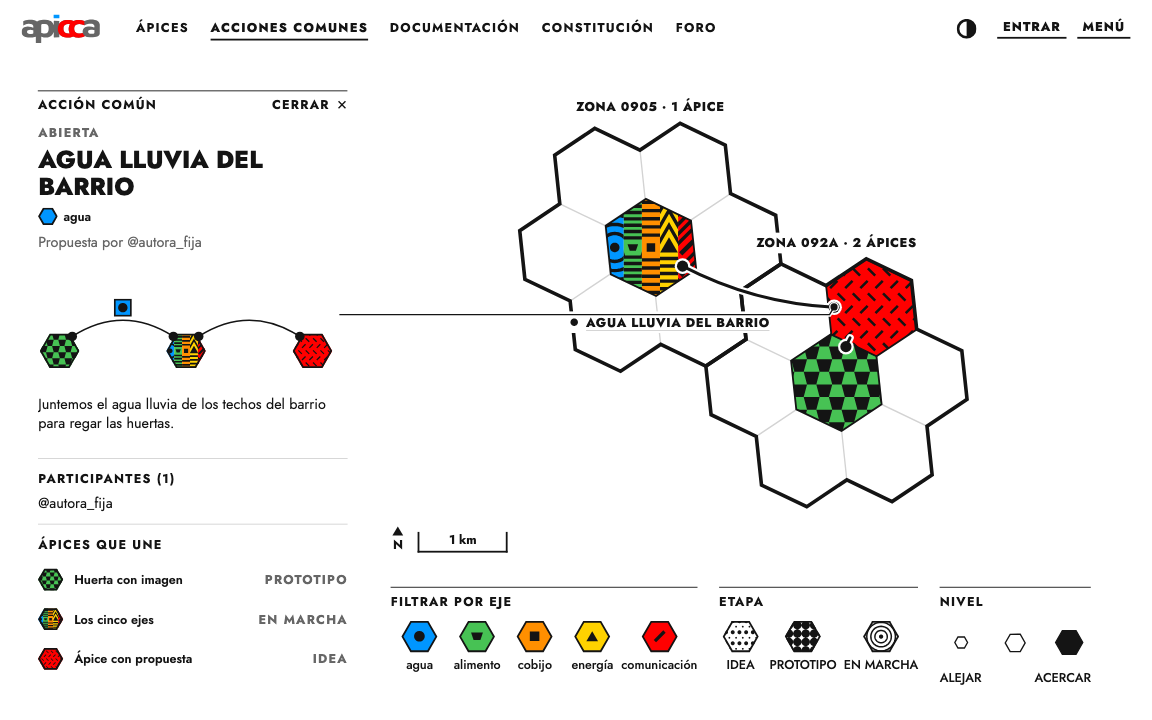 apicca
ÁPICES
ACCIONES COMUNES
DOCUMENTACIÓN
CONSTITUCIÓN
FORO
ENTRAR
MENÚ
ACCIÓN COMÚN
CERRAR ×
ABIERTA
AGUA LLUVIA DEL
BARRIO
agua
Propuesta por @autora_fija
Juntemos el agua lluvia de los techos del barrio
para regar las huertas.
PARTICIPANTES (1)
@autora_fija
ÁPICES QUE UNE
Huerta con imagen
PROTOTIPO
Los cinco ejes
EN MARCHA
Ápice con propuesta
IDEA
ZONA 0905 · 1 ÁPICE
ZONA 092A · 2 ÁPICES
AGUA LLUVIA DEL BARRIO
N
1 km
FILTRAR POR EJE
agua
alimento
cobijo
energía
comunicación
ETAPA
IDEA
PROTOTIPO
EN MARCHA
NIVEL
ALEJAR
ACERCAR